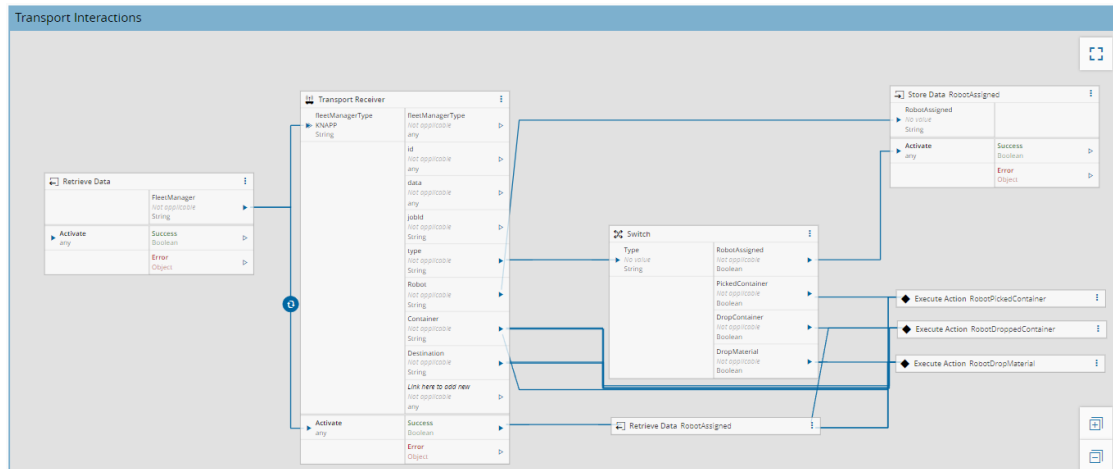 Transport Interactions
Retrieve Data
FleetManager
Not applicable
String
Activate
any
Success
Boolean
Error
Object
Transport Receiver
fleetManagerType
KNAPP
String
fleetManagerType
Not applicable
any
id
Not applicable
any
data
Not applicable
any
jobId
Not applicable
String
type
Not applicable
String
Robot
Not applicable
String
Container
Not applicable
String
Destination
Not applicable
String
Link here to add new
Not applicable
any
Activate
any
Success
Boolean
Error
Object
Switch
Type
No value
String
RobotAssigned
Not applicable
Boolean
PickedContainer
Not applicable
Boolean
DropContainer
Not applicable
Boolean
DropMaterial
Not applicable
Boolean
Retrieve Data RobotAssigned
Store Data RobotAssigned
RobotAssigned
No value
String
Activate
any
Success
Boolean
Error
Object
Execute Action RobotPickedContainer
Execute Action RobotDroppedContainer
Execute Action RobotDropMaterial